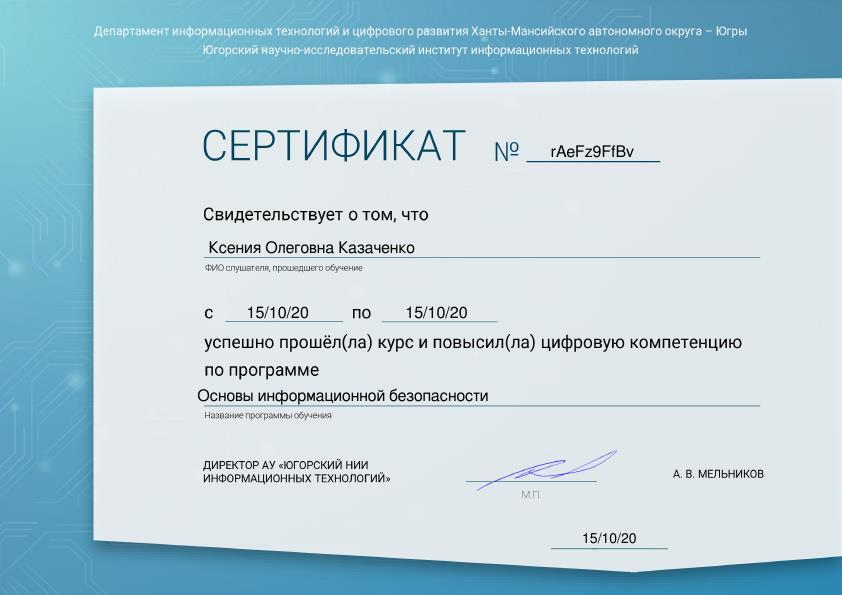 Департамент информационных технологий и цифрового развития Ханты-Мансийского автономного округа – Югры
Югорский научно-исследовательский институт информационных технологий
СЕРТИФИКАТ № rAeFz9FfBv
Свидетельствует о том, что
Ксения Олеговна Казаченко
ФИО слушателя, прошедшего обучение
с 15/10/20 по 15/10/20
успешно прошёл(ла) курс и повысил(ла) цифровую компетенцию
по программе
Основы информационной безопасности
Название программы обучения
ДИРЕКТОР АУ «ЮГОРСКИЙ НИИ
ИНФОРМАЦИОННЫХ ТЕХНОЛОГИЙ»
А. В. МЕЛЬНИКОВ
М.П.
15/10/20